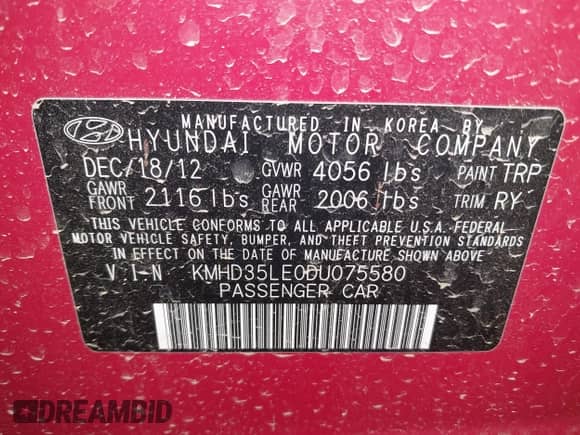 MANUFACTURED IN KOREA BY
HYUNDAI MOTOR COMPANY
DEC/18/12 GVWR 4056 lbs PAINT TRP
GAWR FRONT 2116 lbs GAWR REAR 2006 lbs TRIM RY
THIS VEHICLE CONFORMS TO ALL APPLICABLE U.S.A. FEDERAL
MOTOR VEHICLE SAFETY, BUMPER, AND THEFT PREVENTION STANDARDS
IN EFFECT ON THE DATE OF MANUFACTURE SHOWN ABOVE.
V I N KMHD35LE0DU075580
PASSENGER CAR
DREAMBID